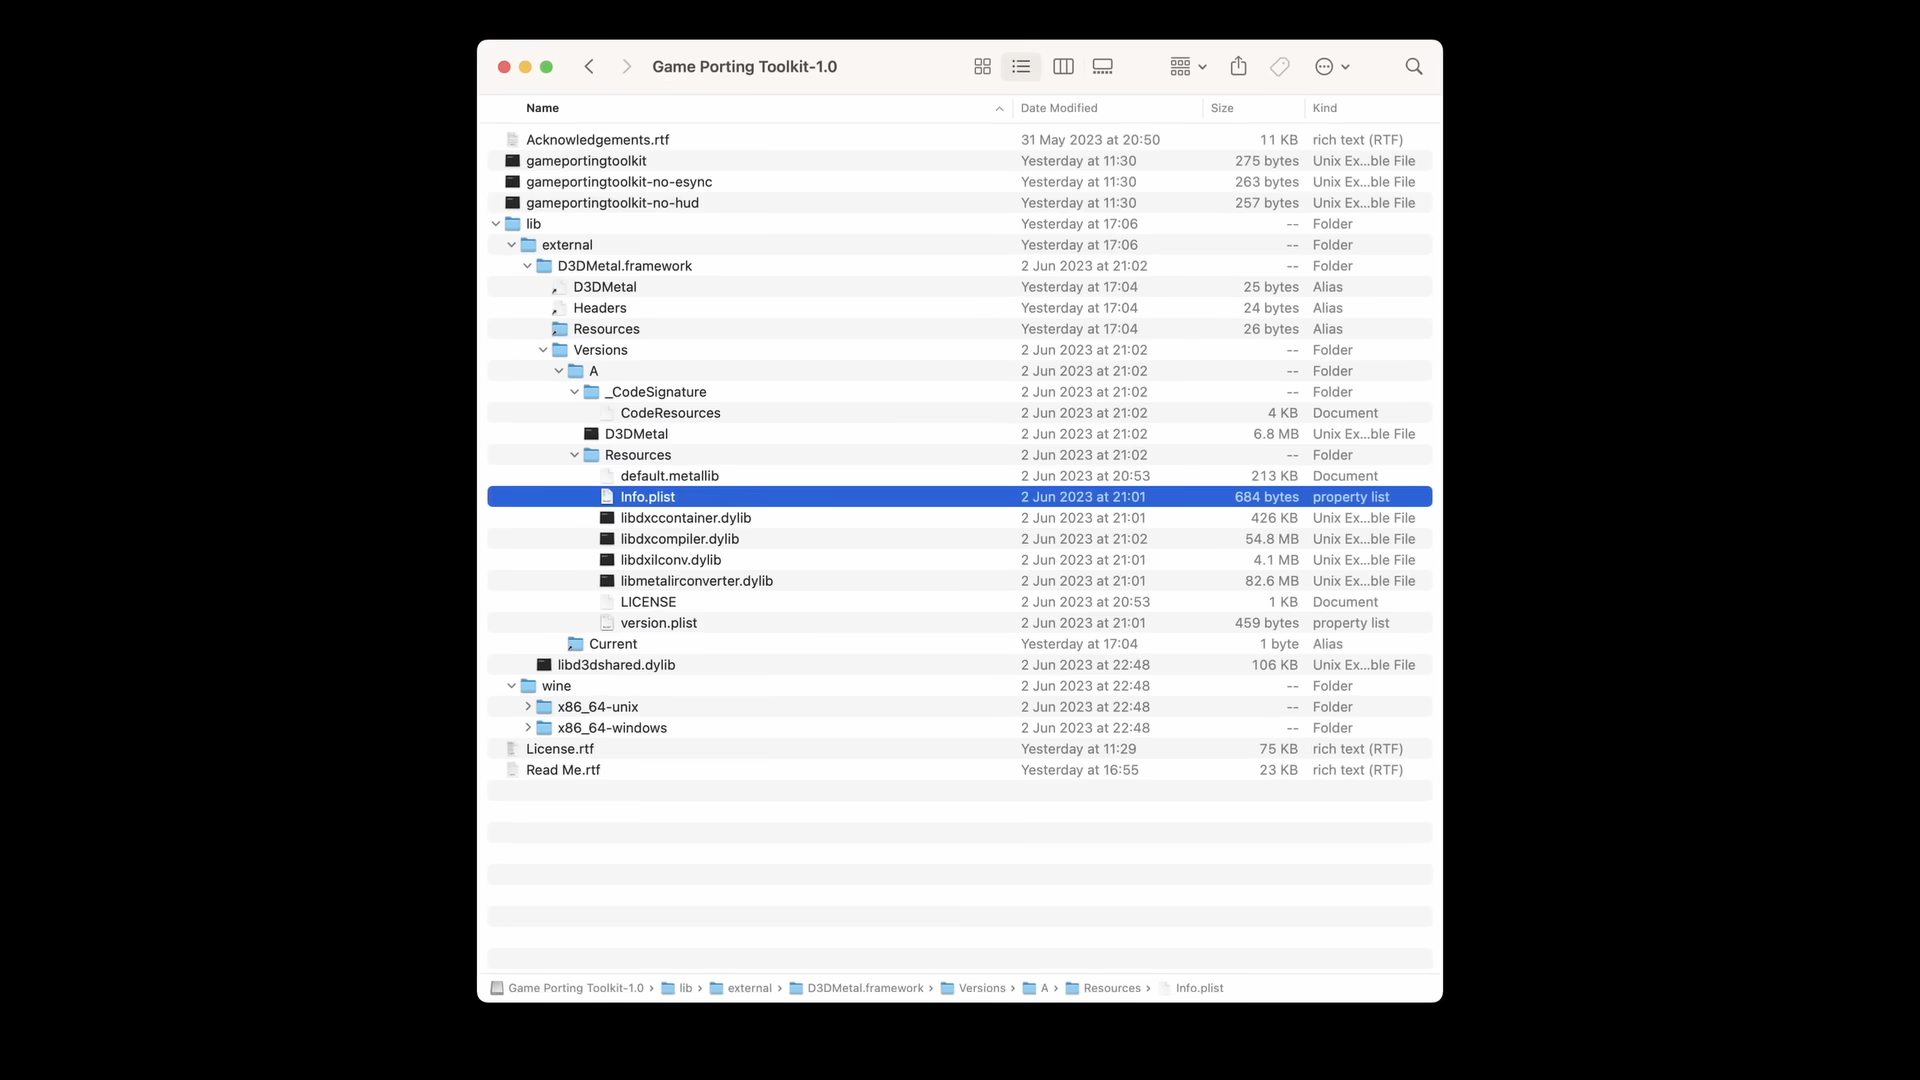 Game Porting Toolkit-1.0
Name Date Modified Size Kind
Acknowledgements.rtf 31 May 2023 at 20:50 11 KB rich text (RTF)
gameportingtoolkit Yesterday at 11:30 275 bytes Unix Ex...ble File
gameportingtoolkit-no-esync Yesterday at 11:30 263 bytes Unix Ex...ble File
gameportingtoolkit-no-hud Yesterday at 11:30 257 bytes Unix Ex...ble File
lib Yesterday at 17:06 -- Folder
external Yesterday at 17:06 -- Folder
D3DMetal.framework 2 Jun 2023 at 21:02 -- Folder
D3DMetal Yesterday at 17:04 25 bytes Alias
Headers Yesterday at 17:04 24 bytes Alias
Resources Yesterday at 17:04 26 bytes Alias
Versions 2 Jun 2023 at 21:02 -- Folder
A 2 Jun 2023 at 21:02 -- Folder
_CodeSignature 2 Jun 2023 at 21:02 -- Folder
CodeResources 2 Jun 2023 at 21:02 4 KB Document
D3DMetal 2 Jun 2023 at 21:02 6.8 MB Unix Ex...ble File
Resources 2 Jun 2023 at 21:02 -- Folder
default.metallib 2 Jun 2023 at 20:53 213 KB Document
Info.plist 2 Jun 2023 at 21:01 684 bytes property list
libdxccontainer.dylib 2 Jun 2023 at 21:01 426 KB Unix Ex...ble File
libdxcompiler.dylib 2 Jun 2023 at 21:02 54.8 MB Unix Ex...ble File
libdxilconv.dylib 2 Jun 2023 at 21:01 4.1 MB Unix Ex...ble File
libmetalirconverter.dylib 2 Jun 2023 at 21:01 82.6 MB Unix Ex...ble File
LICENSE 2 Jun 2023 at 20:53 1 KB Document
version.plist 2 Jun 2023 at 21:01 459 bytes property list
Current Yesterday at 17:04 1 byte Alias
libd3dshared.dylib 2 Jun 2023 at 22:48 106 KB Unix Ex...ble File
wine 2 Jun 2023 at 22:48 -- Folder
x86_64-unix 2 Jun 2023 at 22:48 -- Folder
x86_64-windows 2 Jun 2023 at 22:48 -- Folder
License.rtf Yesterday at 11:29 75 KB rich text (RTF)
Read Me.rtf Yesterday at 16:55 23 KB rich text (RTF)
Game Porting Toolkit-1.0 › lib › external › D3DMetal.framework › Versions › A › Resources › Info.plist